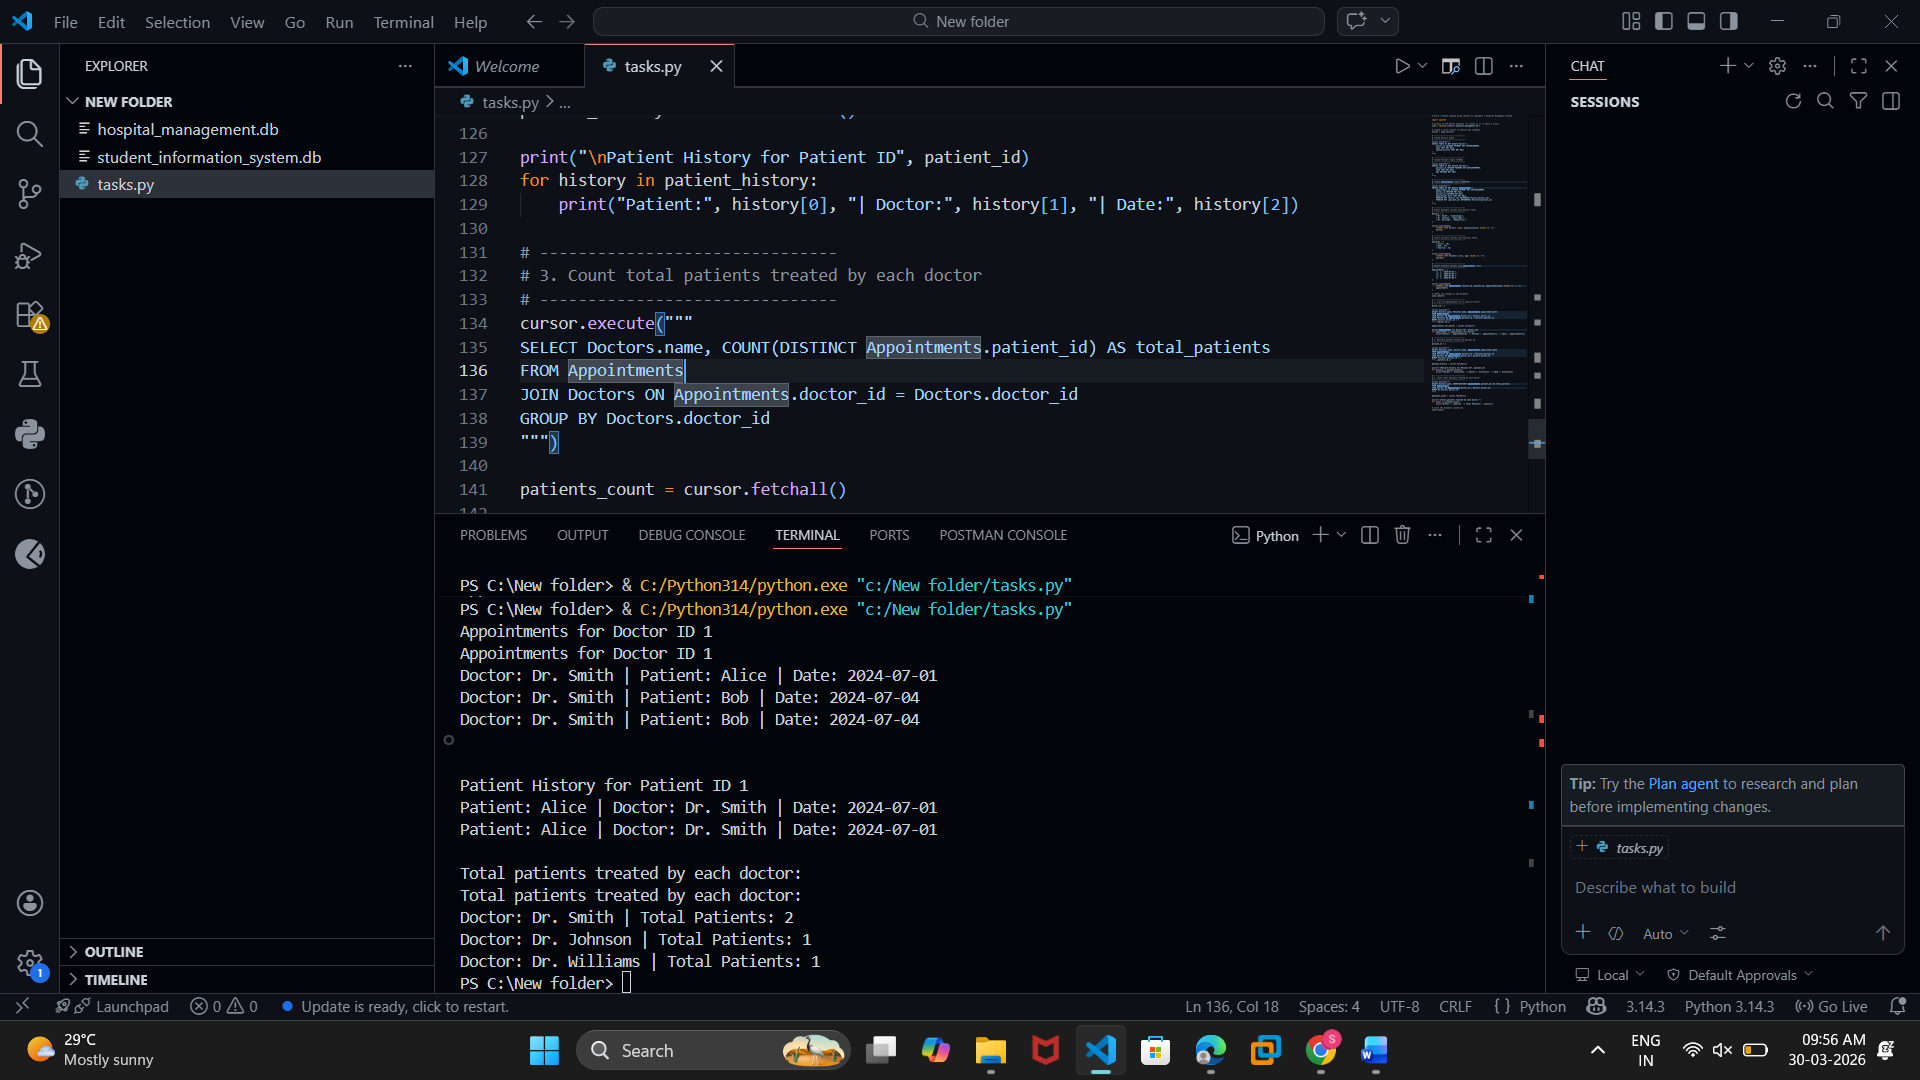 File Edit Selection View Go Run Terminal Help
New folder
EXPLORER
NEW FOLDER
hospital_management.db
student_information_system.db
tasks.py
OUTLINE
TIMELINE
Welcome
tasks.py
tasks.py > ...
126
127 print("\nPatient History for Patient ID", patient_id)
128 for history in patient_history:
129 print("Patient:", history[0], "| Doctor:", history[1], "| Date:", history[2])
130
131 # -------------------------------
132 # 3. Count total patients treated by each doctor
133 # -------------------------------
134 cursor.execute("""
135 SELECT Doctors.name, COUNT(DISTINCT Appointments.patient_id) AS total_patients
136 FROM Appointments
137 JOIN Doctors ON Appointments.doctor_id = Doctors.doctor_id
138 GROUP BY Doctors.doctor_id
139 """)
140
141 patients_count = cursor.fetchall()
PROBLEMS OUTPUT DEBUG CONSOLE TERMINAL PORTS POSTMAN CONSOLE
Python
PS C:\New folder> & C:/Python314/python.exe "c:/New folder/tasks.py"
PS C:\New folder> & C:/Python314/python.exe "c:/New folder/tasks.py"
Appointments for Doctor ID 1
Appointments for Doctor ID 1
Doctor: Dr. Smith | Patient: Alice | Date: 2024-07-01
Doctor: Dr. Smith | Patient: Bob | Date: 2024-07-04
Doctor: Dr. Smith | Patient: Bob | Date: 2024-07-04
Patient History for Patient ID 1
Patient: Alice | Doctor: Dr. Smith | Date: 2024-07-01
Patient: Alice | Doctor: Dr. Smith | Date: 2024-07-01
Total patients treated by each doctor:
Total patients treated by each doctor:
Doctor: Dr. Smith | Total Patients: 2
Doctor: Dr. Johnson | Total Patients: 1
Doctor: Dr. Williams | Total Patients: 1
PS C:\New folder>
CHAT
SESSIONS
Tip: Try the Plan agent to research and plan
before implementing changes.
tasks.py
Describe what to build
Auto
Local Default Approvals
Launchpad 0 0 Update is ready, click to restart.
Ln 136, Col 18 Spaces: 4 UTF-8 CRLF { } Python 3.14.3 Python 3.14.3 Go Live
1
29°C
Mostly sunny
Search
S
W
ENG
IN
09:56 AM
30-03-2026